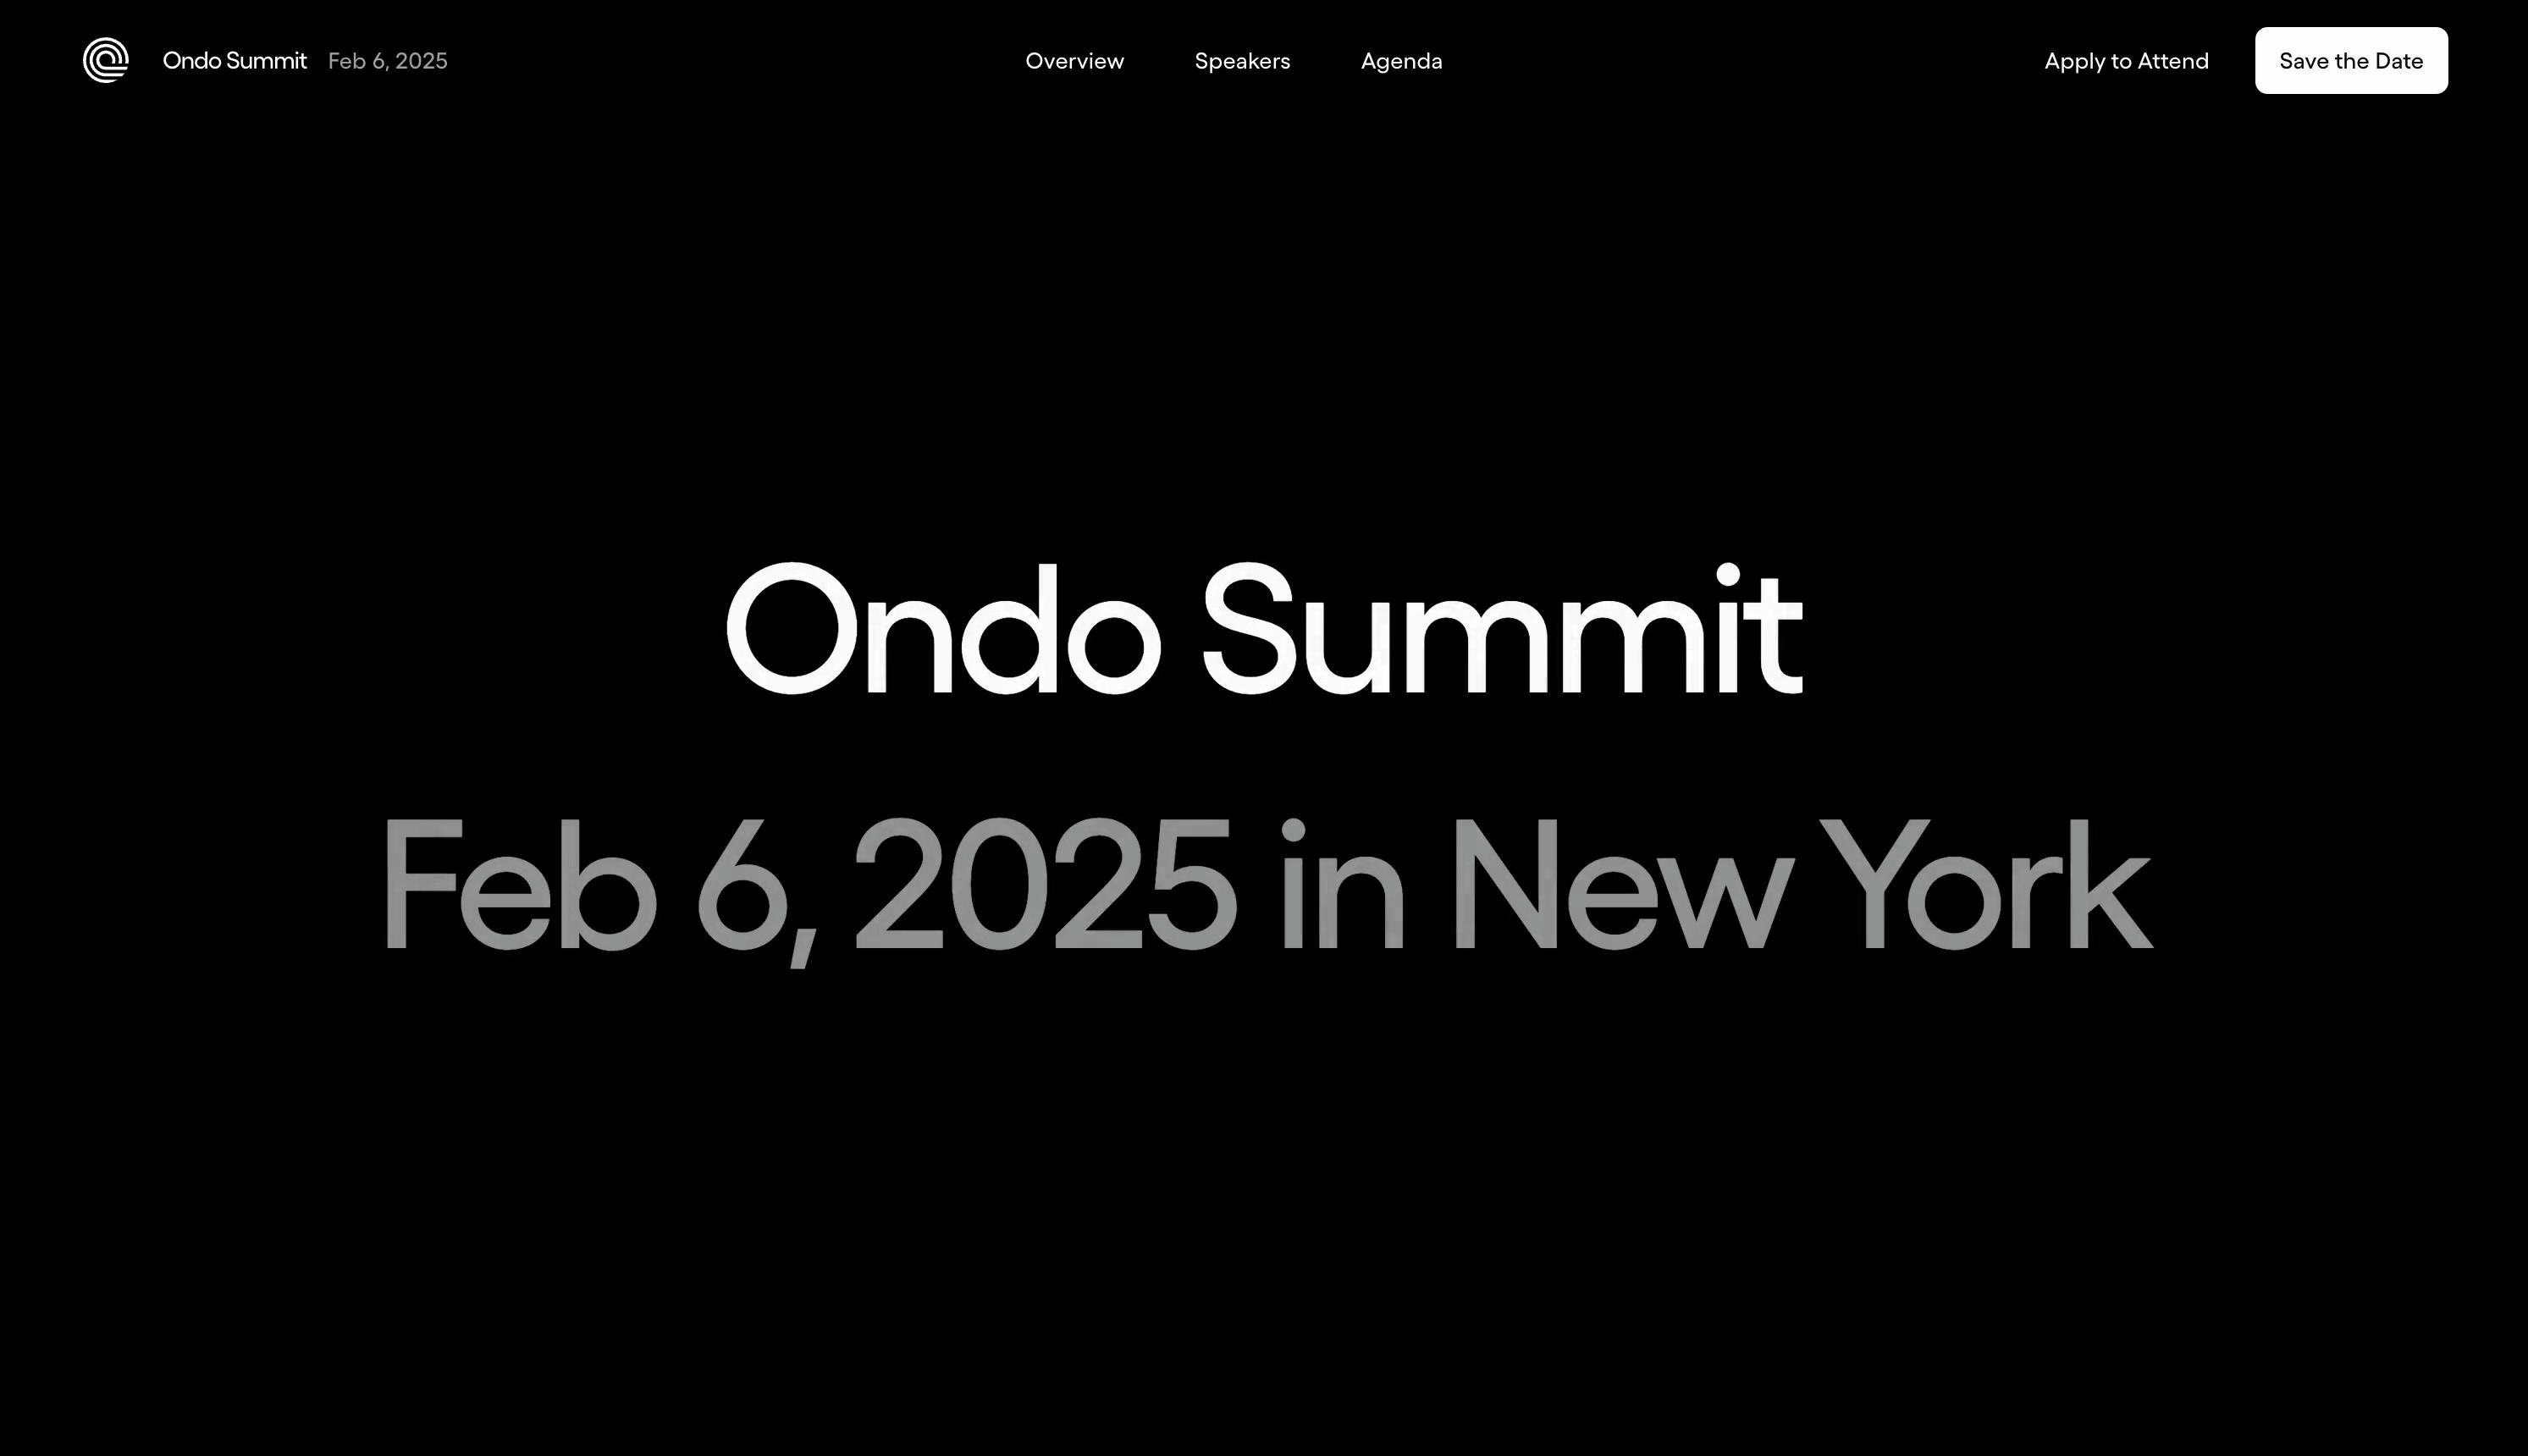 Ondo Summit Feb 6, 2025 Overview Speakers Agenda Apply to Attend Save the Date
Ondo Summit
Feb 6, 2025 in New York